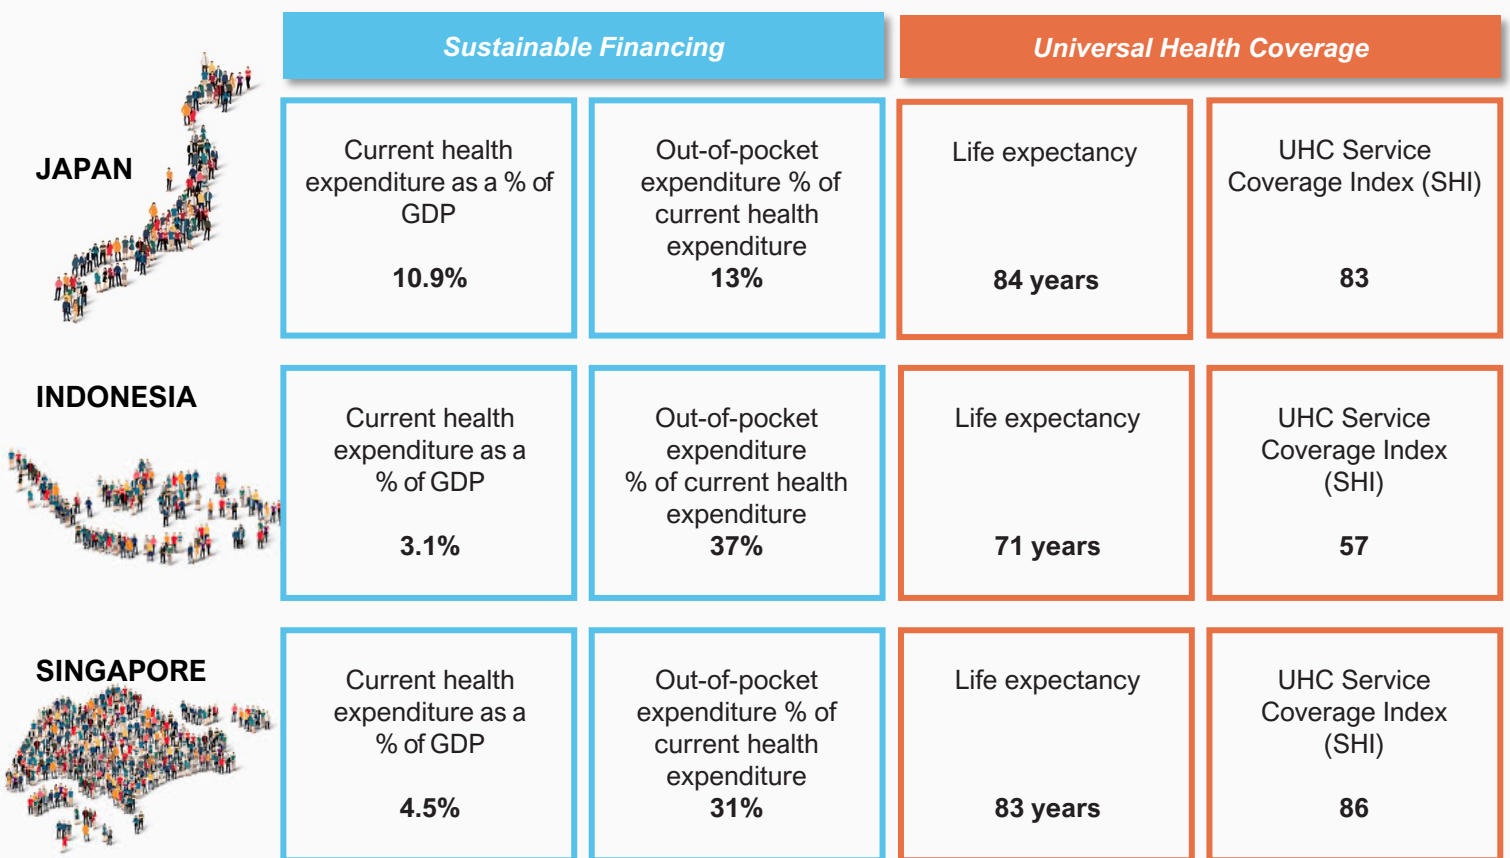 Sustainable Financing
Universal Health Coverage
JAPAN
Current health
expenditure as a % of
GDP
10.9%
Out-of-pocket
expenditure % of
current health
expenditure
13%
Life expectancy
84 years
UHC Service
Coverage Index (SHI)
83
INDONESIA
Current health
expenditure as a
% of GDP
3.1%
Out-of-pocket
expenditure
% of current health
expenditure
37%
Life expectancy
71 years
UHC Service
Coverage Index
(SHI)
57
SINGAPORE
Current health
expenditure as a
% of GDP
4.5%
Out-of-pocket
expenditure % of
current health
expenditure
31%
Life expectancy
83 years
UHC Service
Coverage Index
(SHI)
86